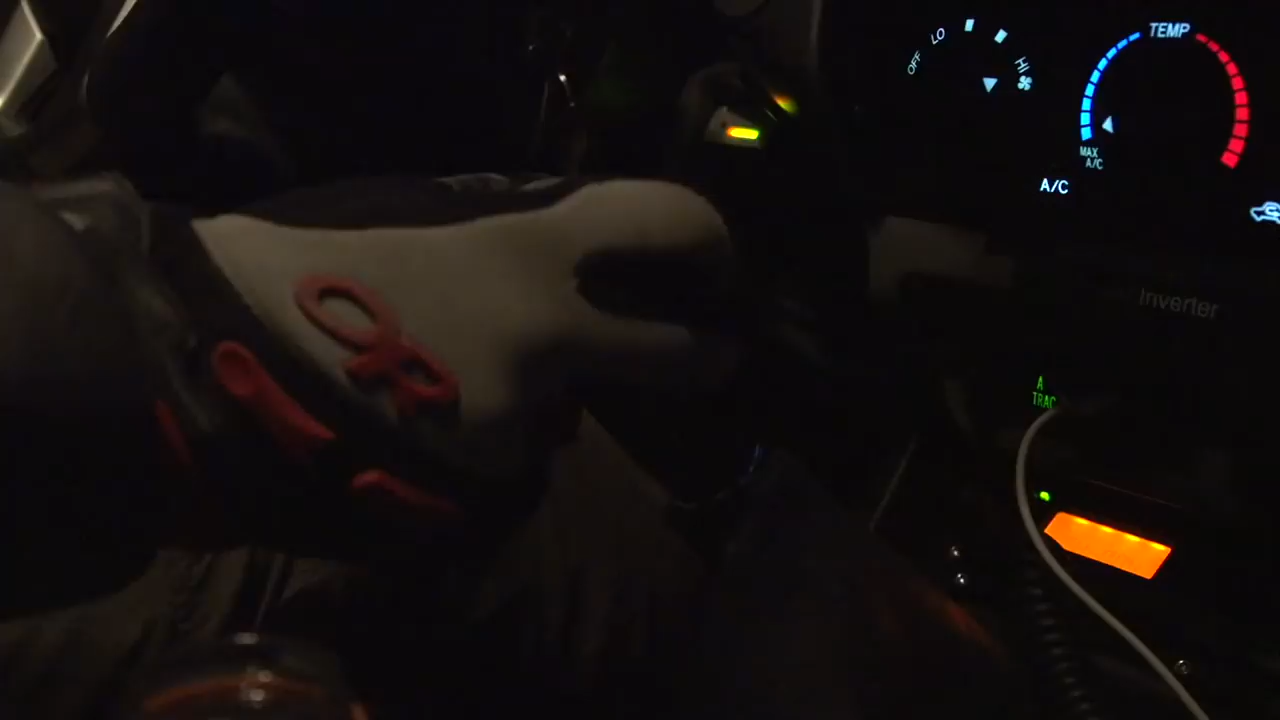 OFF
LO
HI
TEMP
MAX
A/C
A/C
Inverter
A
TRAC